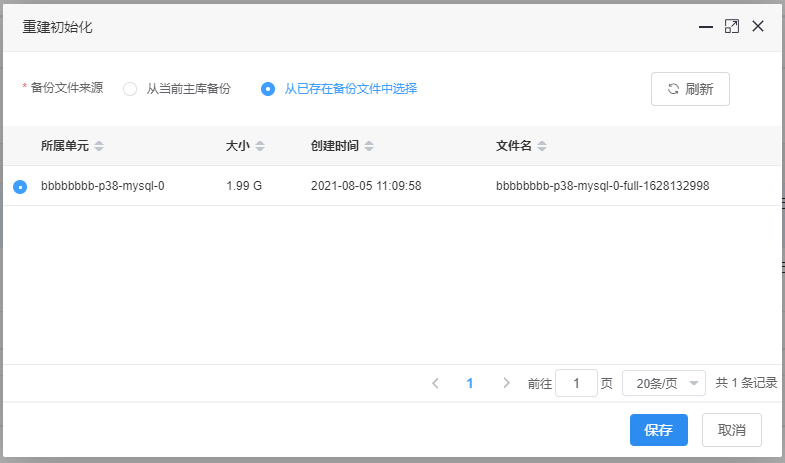 重建初始化
* 备份文件来源 从当前主库备份 从已存在备份文件中选择 刷新
所属单元 大小 创建时间 文件名
bbbbbbbb-p38-mysql-0 1.99 G 2021-08-05 11:09:58 bbbbbbbb-p38-mysql-0-full-1628132998
1 前往 1 页 20条/页 共 1 条记录
保存 取消